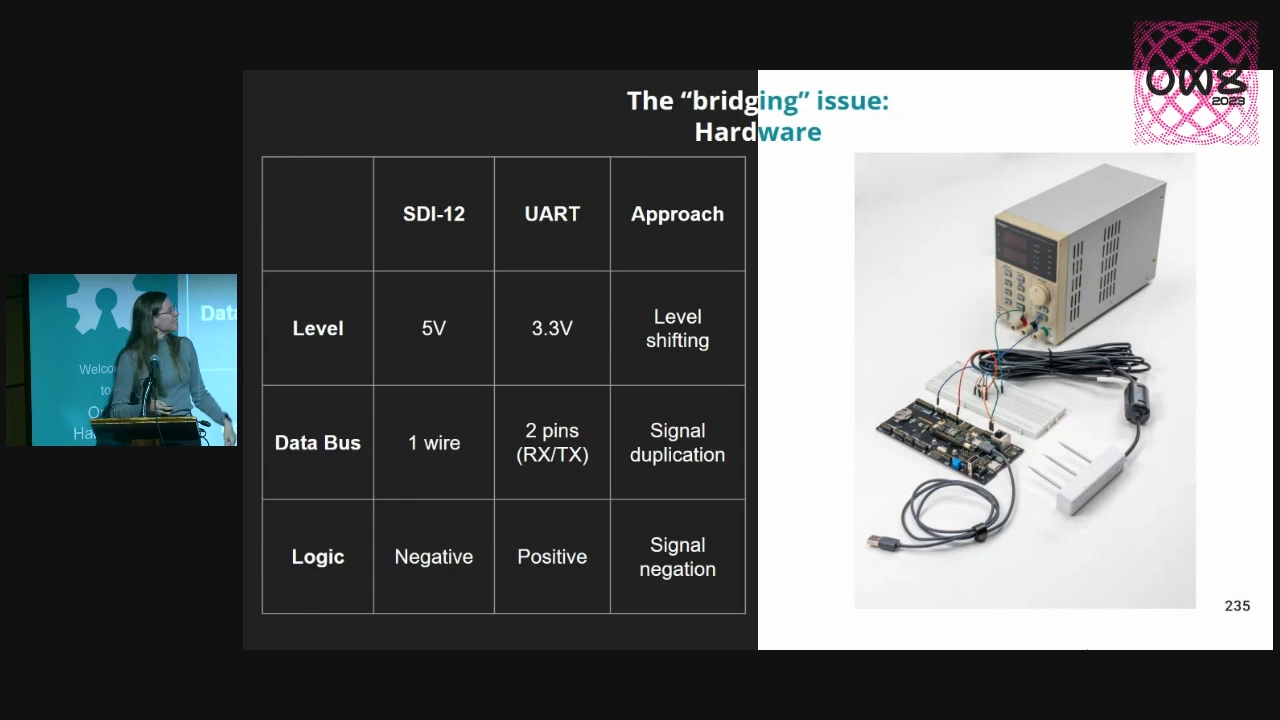 OW8
2023
The “bridging” issue:
Hardware
SDI-12
UART
Approach
Level
5V
3.3V
Level
shifting
Data Bus
1 wire
2 pins
(RX/TX)
Signal
duplication
Logic
Negative
Positive
Signal
negation
235
Data
Welco
to
Ha